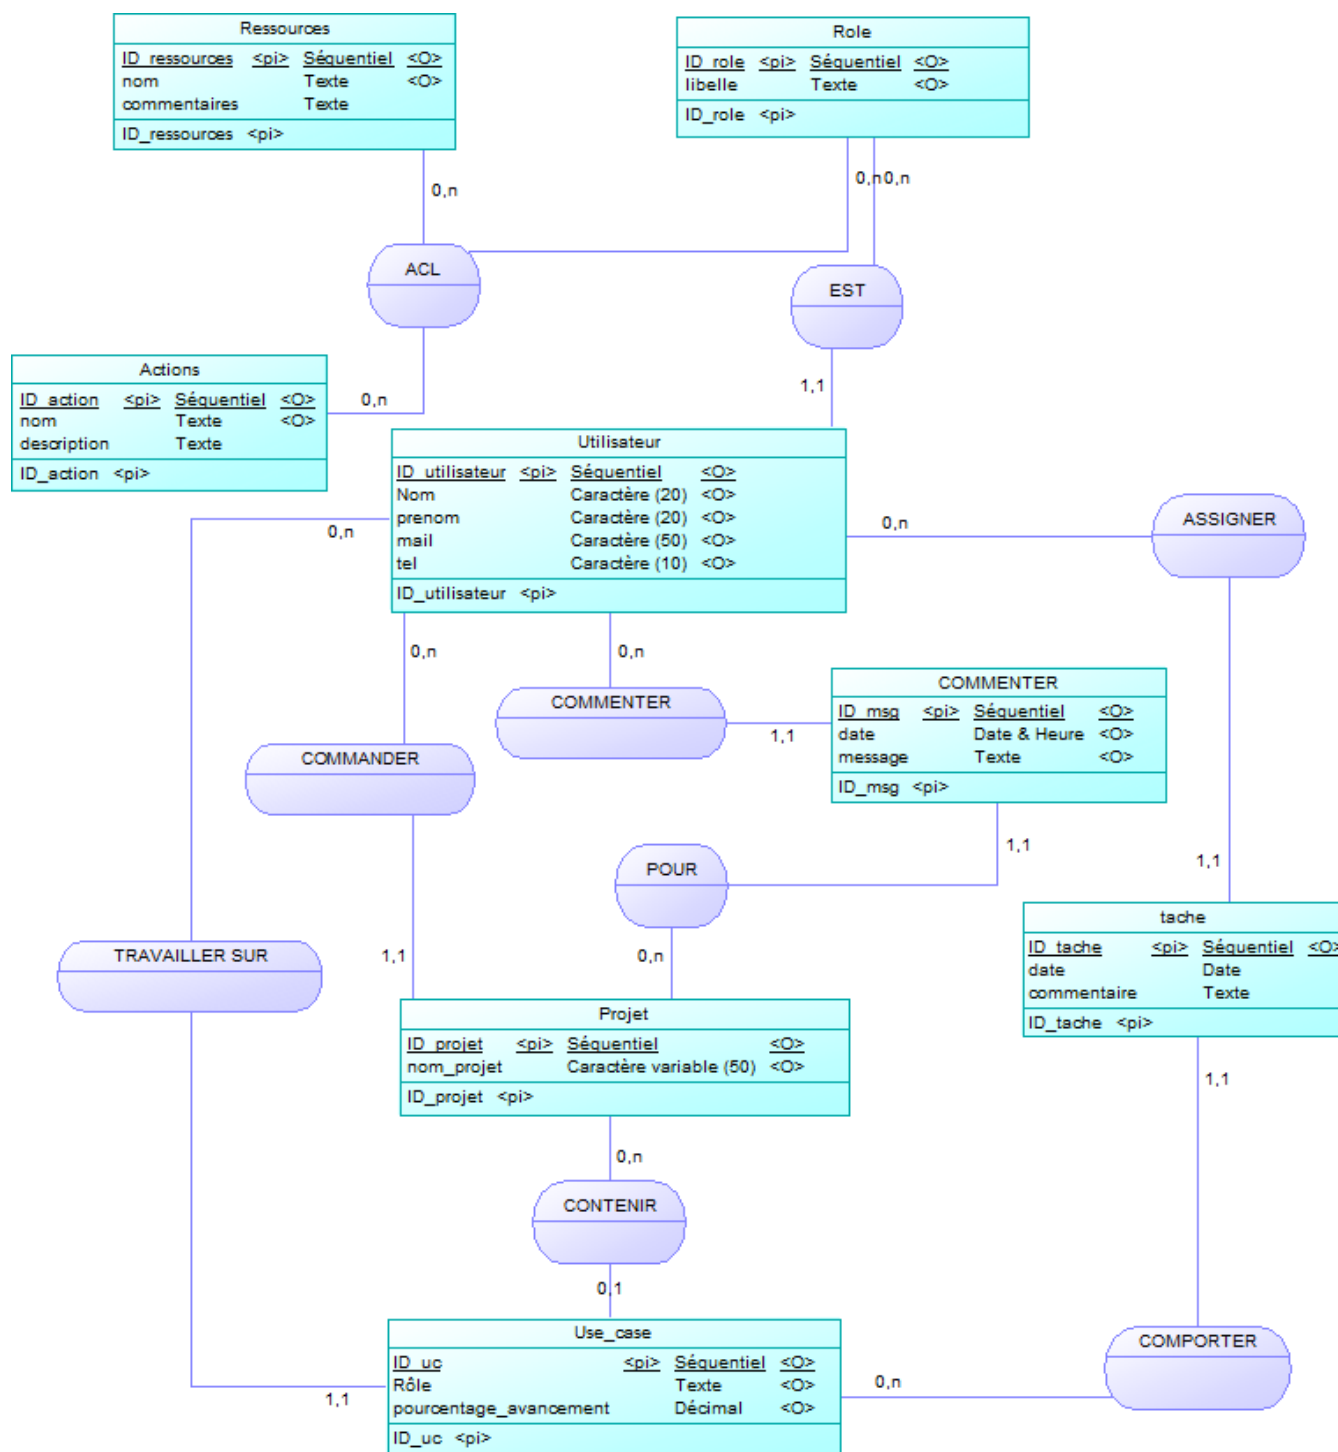 Ressources
ID_ressources <pi> Séquentiel <O>
nom Texte <O>
commentaires Texte
ID_ressources <pi>
Role
ID_role <pi> Séquentiel <O>
libelle Texte <O>
ID_role <pi>
0,n
0,n
0,n
ACL
EST
1,1
Actions
ID_action <pi> Séquentiel <O>
nom Texte <O>
description Texte
ID_action <pi>
0,n
Utilisateur
ID_utilisateur <pi> Séquentiel <O>
Nom Caractère (20) <O>
prenom Caractère (20) <O>
mail Caractère (50) <O>
tel Caractère (10) <O>
ID_utilisateur <pi>
0,n
0,n
ASSIGNER
0,n
0,n
COMMENTER
COMMENTER
ID_msg <pi> Séquentiel <O>
date Date & Heure <O>
message Texte <O>
ID_msg <pi>
1,1
COMMANDER
1,1
POUR
1,1
tache
ID_tache <pi> Séquentiel <O>
date Date
commentaire Texte
ID_tache <pi>
TRAVAILLER SUR
1,1
0,n
Projet
ID_projet <pi> Séquentiel <O>
nom_projet Caractère variable (50) <O>
ID_projet <pi>
1,1
0,n
CONTENIR
0,1
Use_case
ID_uc <pi> Séquentiel <O>
Rôle Texte <O>
pourcentage_avancement Décimal <O>
ID_uc <pi>
1,1
0,n
COMPORTER